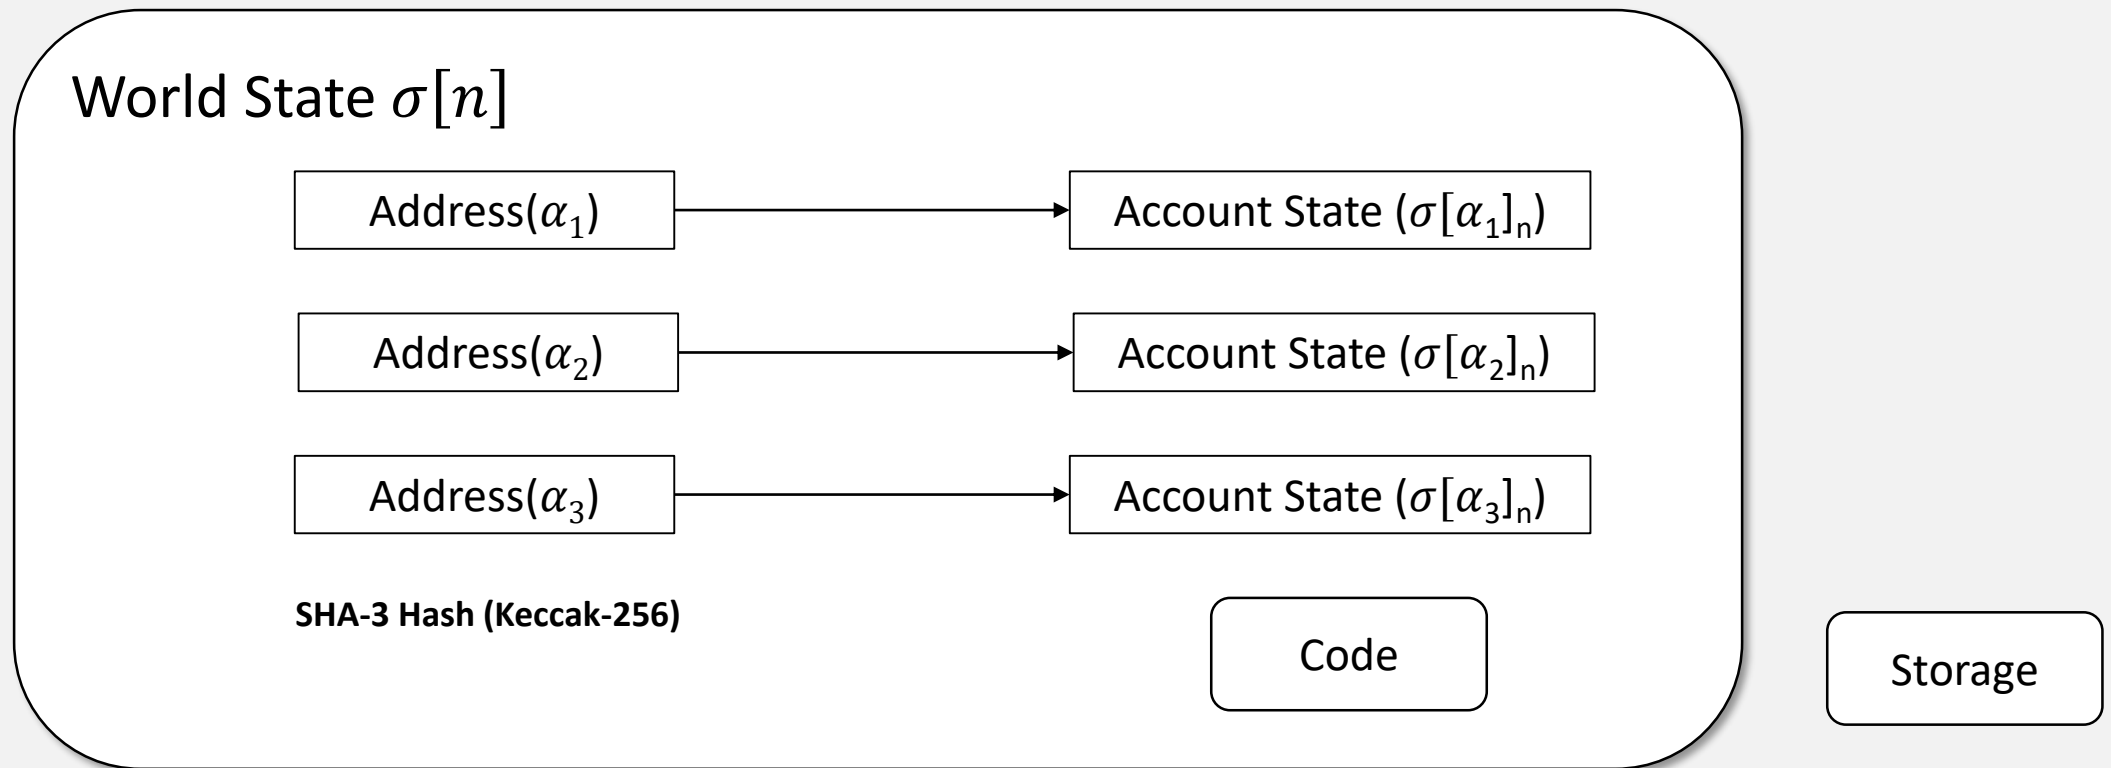 World State 𝜎[𝑛]
Address(𝛼₁)
Account State (𝜎[𝛼₁]ₙ)
Address(𝛼₂)
Account State (𝜎[𝛼₂]ₙ)
Address(𝛼₃)
Account State (𝜎[𝛼₃]ₙ)
SHA-3 Hash (Keccak-256)
Code
Storage